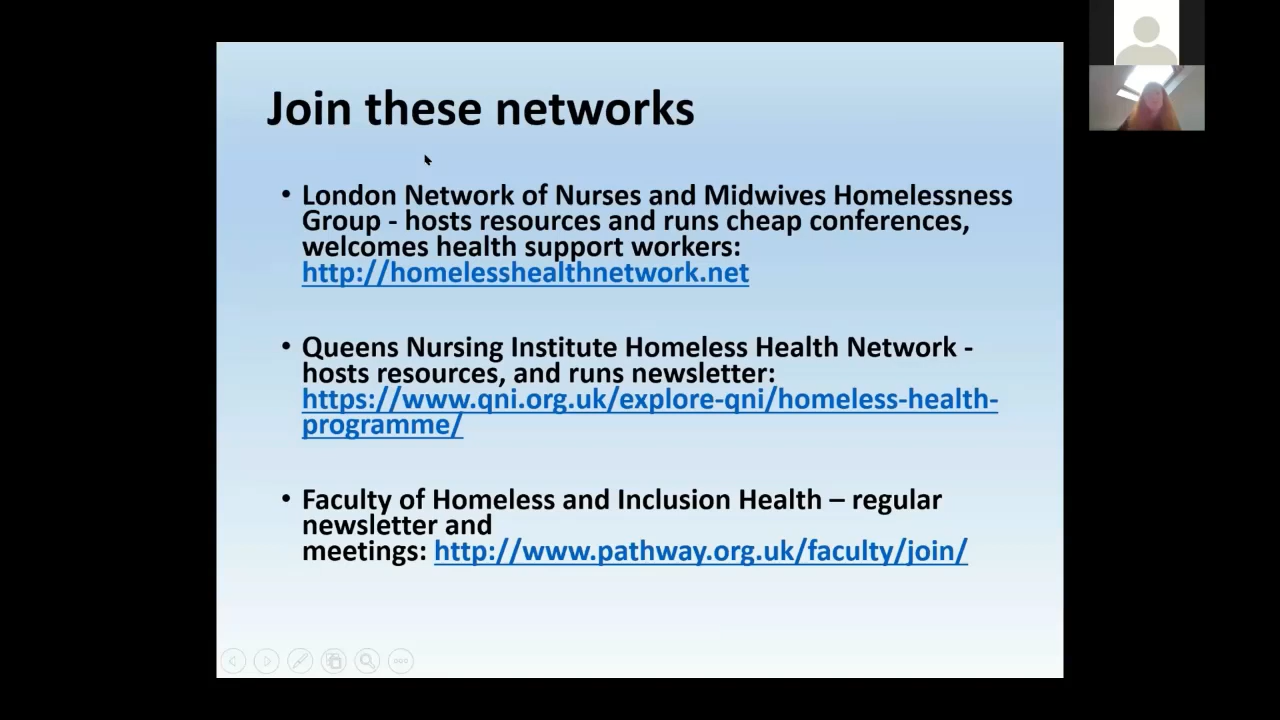 Join these networks
• London Network of Nurses and Midwives Homelessness
Group - hosts resources and runs cheap conferences,
welcomes health support workers:
http://homelesshealthnetwork.net
• Queens Nursing Institute Homeless Health Network -
hosts resources, and runs newsletter:
https://www.qni.org.uk/explore-qni/homeless-health-
programme/
• Faculty of Homeless and Inclusion Health – regular
newsletter and
meetings: http://www.pathway.org.uk/faculty/join/